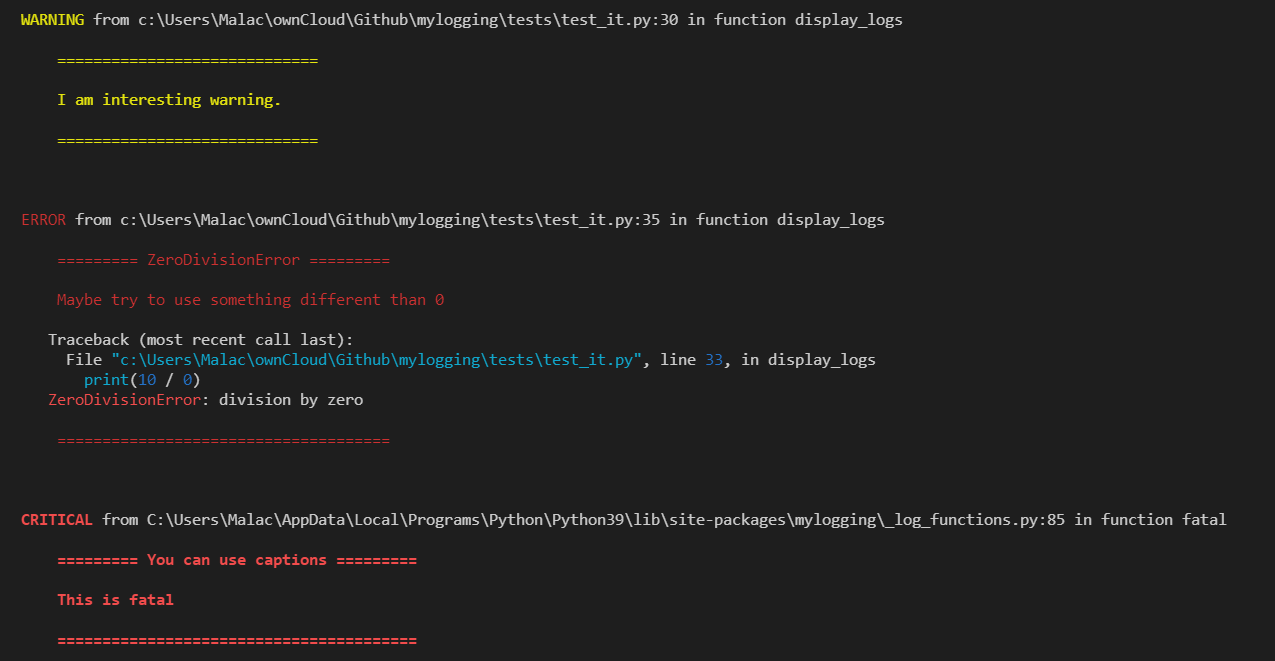 WARNING from c:\Users\Malac\ownCloud\Github\mylogging\tests\test_it.py:30 in function display_logs
=============================
I am interesting warning.
=============================
ERROR from c:\Users\Malac\ownCloud\Github\mylogging\tests\test_it.py:35 in function display_logs
========= ZeroDivisionError =========
Maybe try to use something different than 0
Traceback (most recent call last):
File "c:\Users\Malac\ownCloud\Github\mylogging\tests\test_it.py", line 33, in display_logs
print(10 / 0)
ZeroDivisionError: division by zero
=====================================
CRITICAL from C:\Users\Malac\AppData\Local\Programs\Python\Python39\lib\site-packages\mylogging\_log_functions.py:85 in function fatal
========= You can use captions =========
This is fatal
========================================